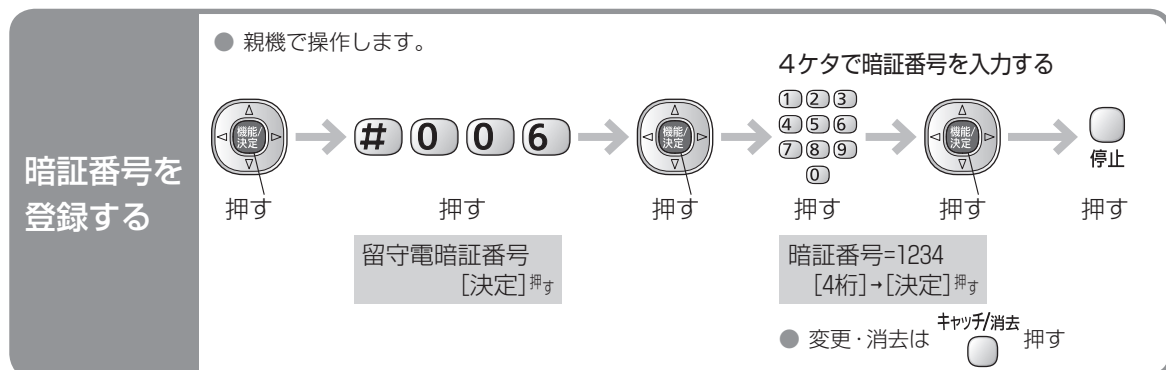 暗証番号を
登録する
● 親機で操作します。
4ケタで暗証番号を入力する
機能/
決定
押す
# 0 0 6
押す
機能/
決定
押す
1 2 3
4 5 6
7 8 9
0
押す
機能/
決定
押す
停止
押す
留守電暗証番号
[決定]押す
暗証番号=1234
[4桁]→[決定]押す
● 変更・消去は キャッチ/消去 押す